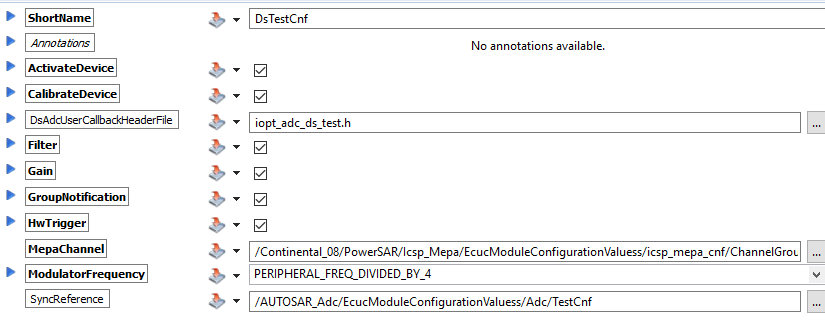 ShortName DsTestCnf
Annotations No annotations available.
ActivateDevice
CalibrateDevice
DsAdcUserCallbackHeaderFile iopt_adc_ds_test.h ...
Filter
Gain
GroupNotification
HwTrigger
MepaChannel /Continental_08/PowerSAR/Icsp_Mepa/EcucModuleConfigurationValuess/icsp_mepa_cnf/ChannelGrou ...
ModulatorFrequency PERIPHERAL_FREQ_DIVIDED_BY_4
SyncReference /AUTOSAR_Adc/EcucModuleConfigurationValuess/Adc/TestCnf ...